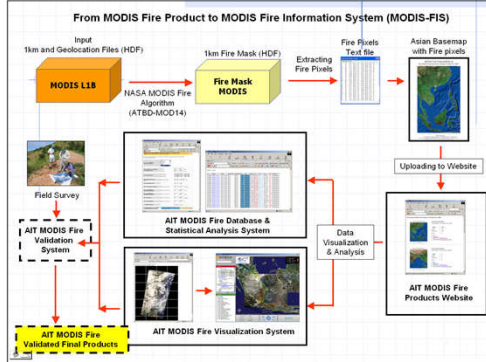 From MODIS Fire Product to MODIS Fire Information System (MODIS-FIS)
Input
1km and Geolocation Files (HDF)
MODIS L1B
NASA MODIS Fire
Algorithm
(ATBD-MOD14)
1km Fire Mask (HDF)
Fire Mask
MODIS
Extracting
Fire Pixels
Fire Pixels
Text file
Asian Basemap
with Fire pixels
Uploading to Website
Field Survey
AIT MODIS Fire
Validation
System
AIT MODIS Fire Database &
Statistical Analysis System
Data
Visualization
& Analysis
AIT MODIS Fire
Products Website
AIT MODIS Fire Visualization System
AIT MODIS Fire
Validated Final Products